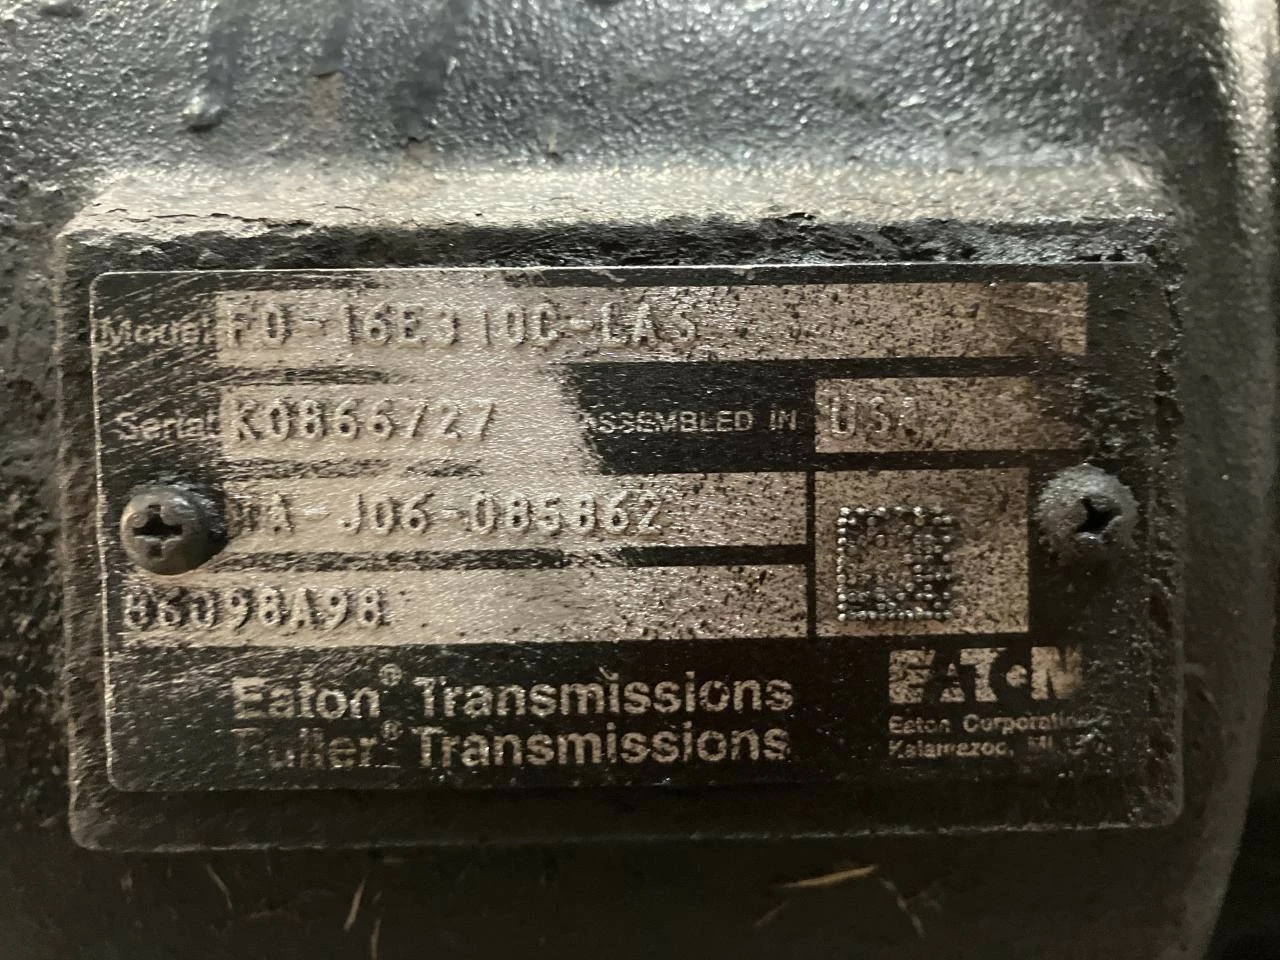 Model FO-16E310C-LAS
Serial K0866727 ASSEMBLED IN USA
TA-J06-085862
86098A98
Eaton® Transmissions
Fuller® Transmissions
EATON
Eaton Corporation
Kalamazoo, MI